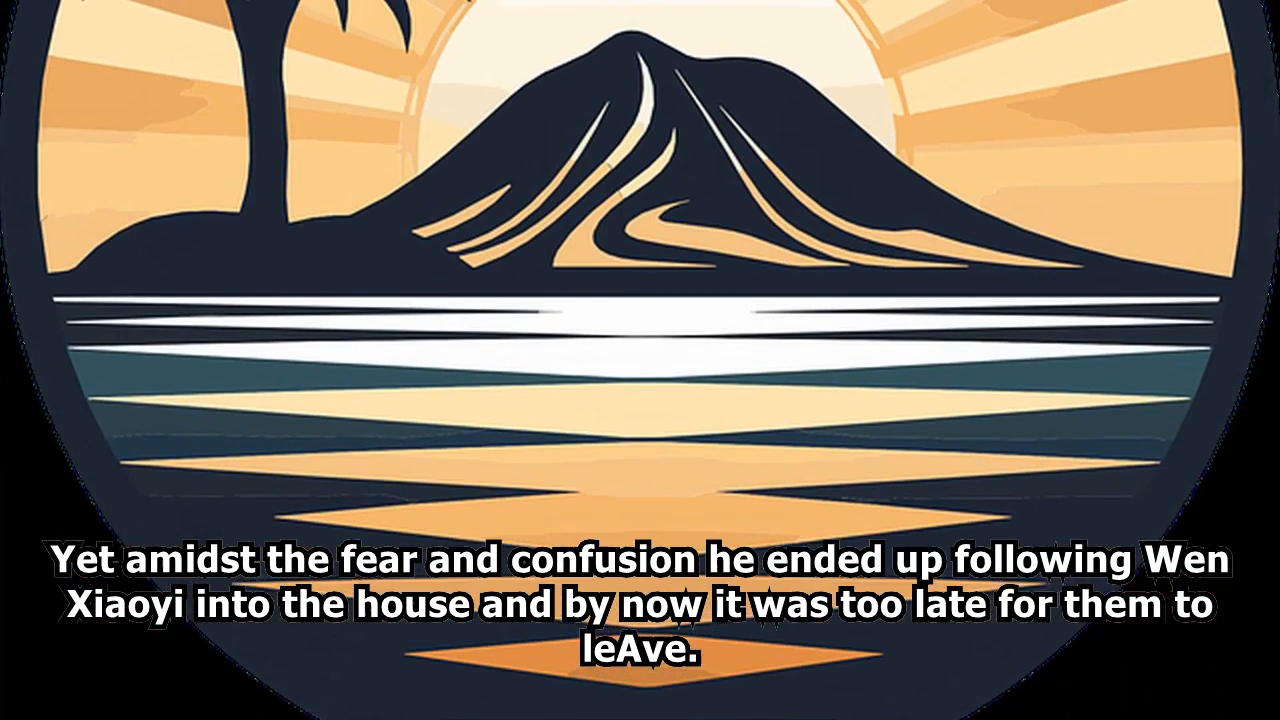 Yet amidst the fear and confusion he ended up following Wen
Xiaoyi into the house and by now it was too late for them to
leAve.